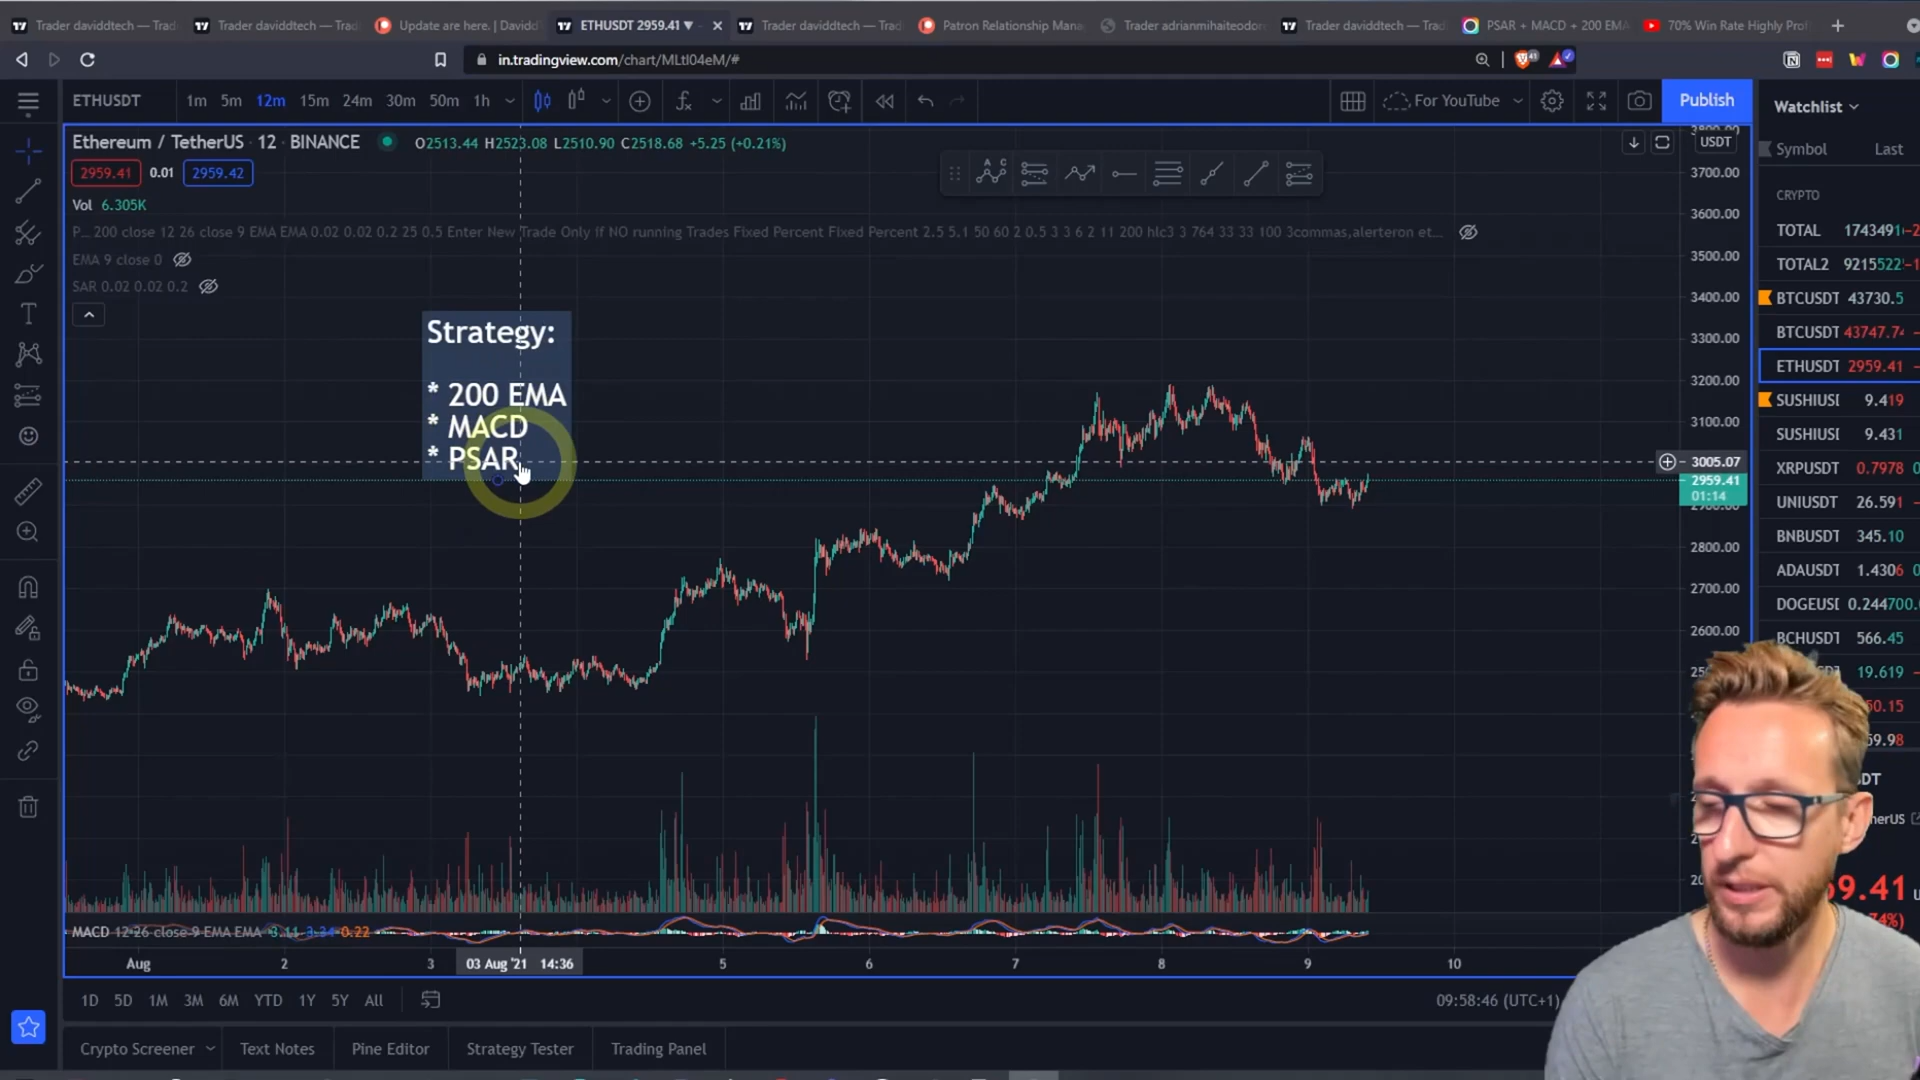 Trader daviddtech — Tradi
Trader daviddtech — Tradi
Update are here. | Davidd
ETHUSDT 2959.41 ▼
Trader daviddtech — Tradi
Patron Relationship Mana
Trader adrianmihaiteodor
Trader daviddtech — Tradi
PSAR + MACD + 200 EMA
70% Win Rate Highly Prof
in.tradingview.com/chart/MLtI04eM/#
ETHUSDT 1m 5m 12m 15m 24m 30m 50m 1h
For YouTube
Publish
Watchlist
Ethereum / TetherUS · 12 · BINANCE
O2513.44 H2523.08 L2510.90 C2518.68 +5.25 (+0.21%)
2959.41 0.01 2959.42
Vol 6.305K
P... 200 close 12 26 close 9 EMA EMA 0.02 0.02 0.2 25 0.5 Enter New Trade Only if NO running Trades Fixed Percent Fixed Percent 2.5 5.1 50 60 2 0.5 3 3 6 2 11 200 hlc3 3 764 33 33 100 3commas,alerteron et...
EMA 9 close 0
SAR 0.02 0.02 0.2
Strategy:
* 200 EMA
* MACD
* PSAR
USDT
3700.00
3600.00
3500.00
3400.00
3300.00
3200.00
3100.00
3005.07
2959.41
01:14
2800.00
2700.00
2600.00
Symbol Last
CRYPTO
TOTAL 1743491 -2
TOTAL2 9215522 -1
BTCUSDT 43730.5
BTCUSDT 43747.74
ETHUSDT 2959.41
SUSHIUSI 9.419
SUSHIUSI 9.431
XRPUSDT 0.7978
UNIUSDT 26.591
BNBUSDT 345.10
ADAUSDT 1.4306
DOGEUSI 0.244700
BCHUSDT 566.45
19.619
MACD 12 26 close 9 EMA EMA -3.11 -3.34 0.22
Aug 2 3 03 Aug '21 14:36 5 6 7 8 9 10
1D 5D 1M 3M 6M YTD 1Y 5Y All
09:58:46 (UTC+1)
Crypto Screener Text Notes Pine Editor Strategy Tester Trading Panel